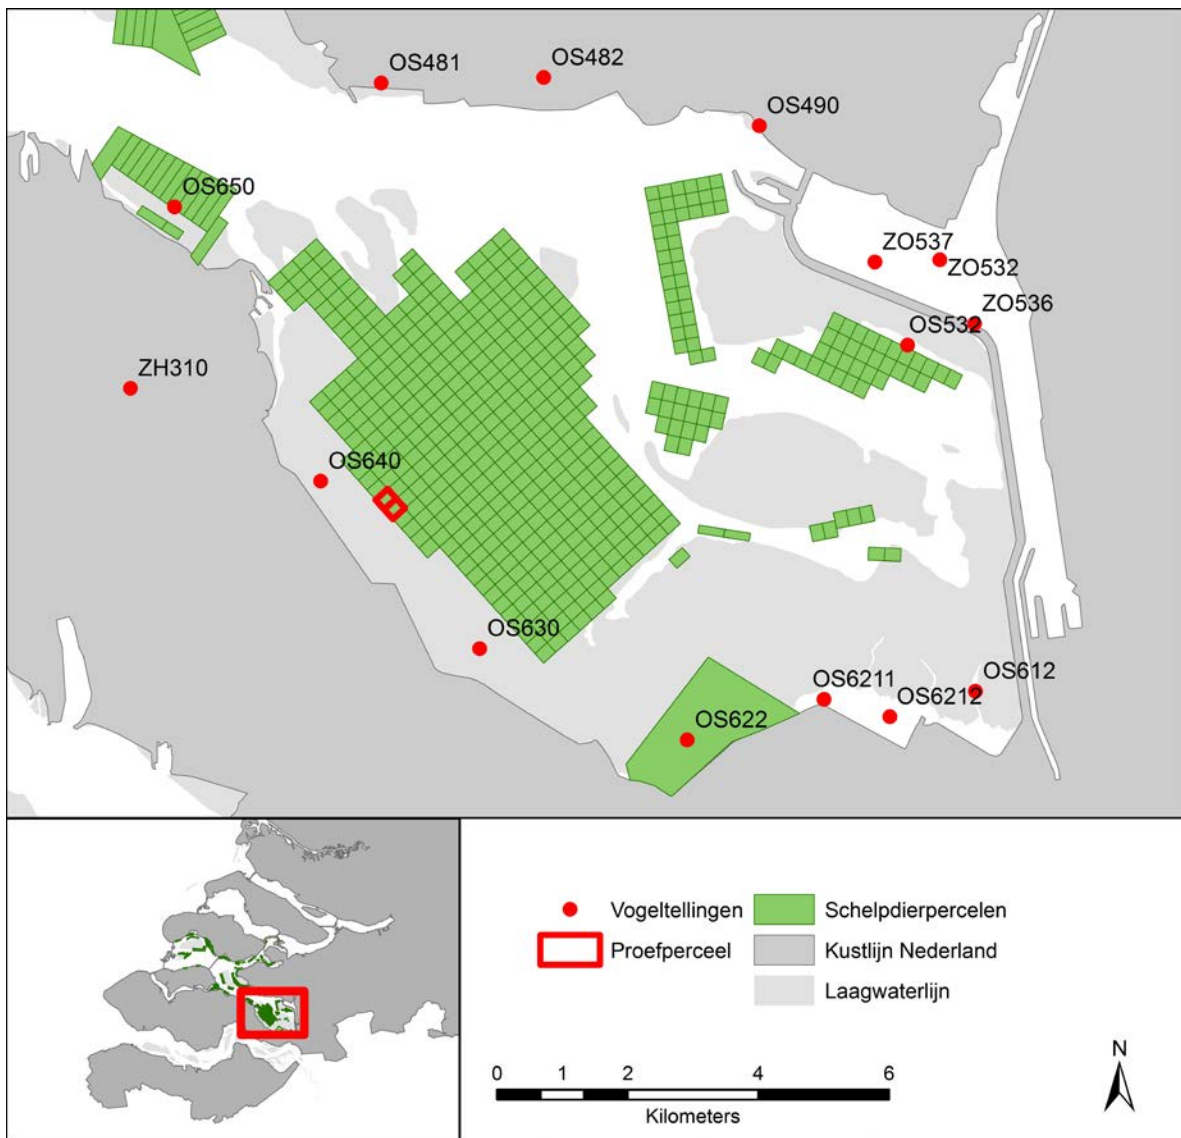 OS481
OS482
OS490
OS650
ZO537
ZO532
ZO536
OS532
ZH310
OS640
OS630
OS612
OS6211
OS6212
OS622
Vogeltellingen
Schelpdierpercelen
Proefperceel
Kustlijn Nederland
Laagwaterlijn
N
0 1 2 4 6
Kilometers